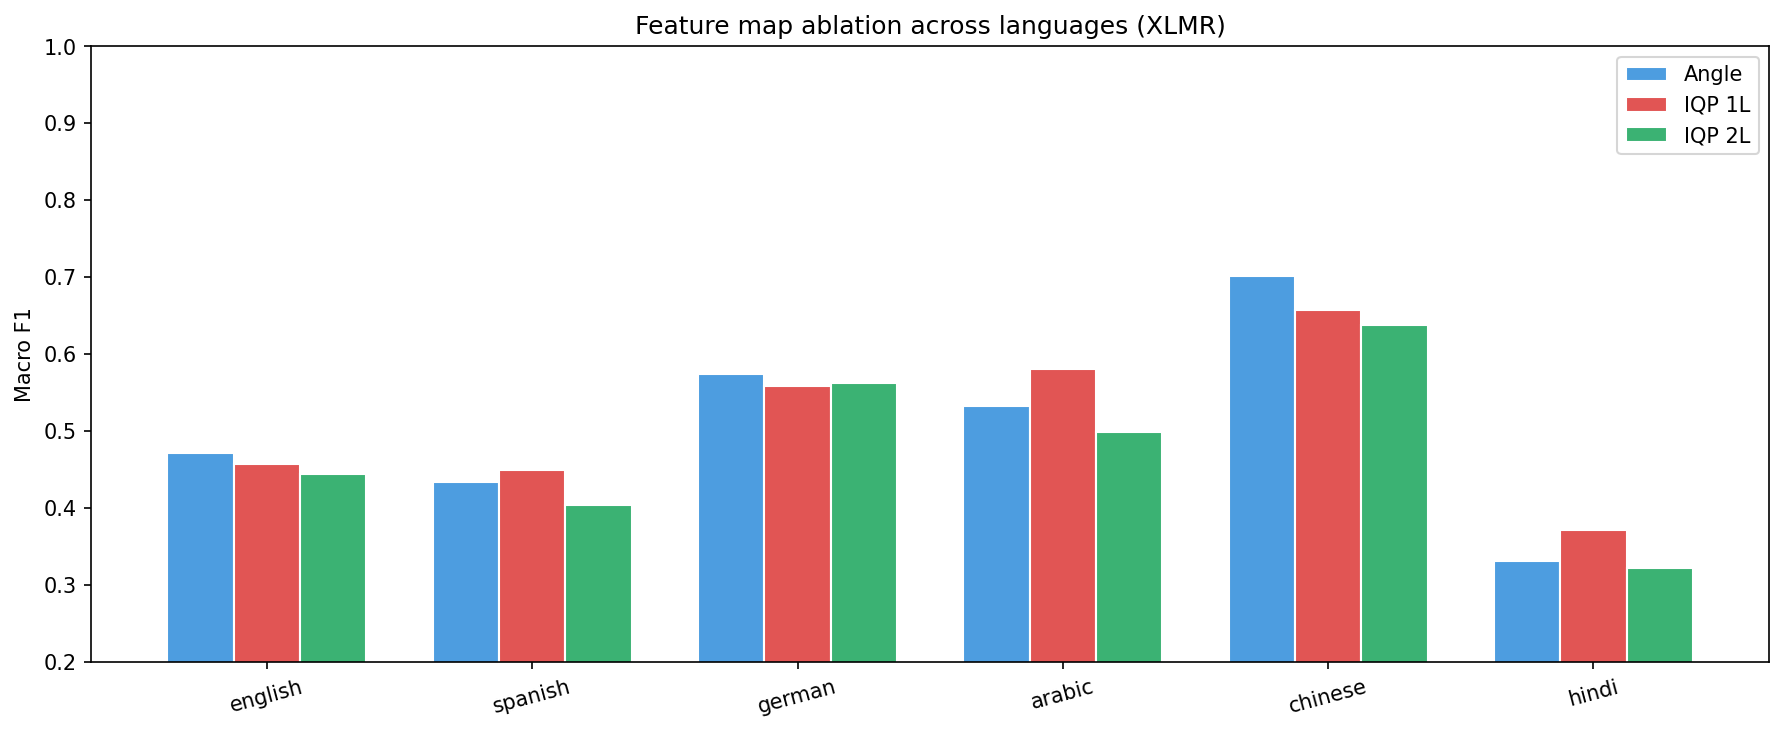 Feature map ablation across languages (XLMR)
Angle
IQP 1L
IQP 2L
Macro F1
1.0
0.9
0.8
0.7
0.6
0.5
0.4
0.3
0.2
english
spanish
german
arabic
chinese
hindi